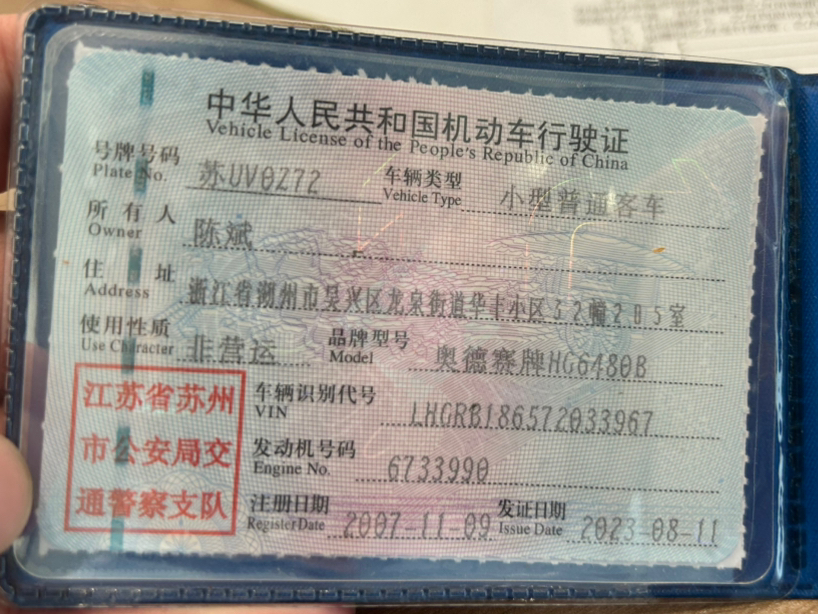 中华人民共和国机动车行驶证
Vehicle License of the People's Republic of China
号牌号码 苏UV0Z72 车辆类型 小型普通客车
Plate No. Vehicle Type
所有人 陈斌
Owner
住址 浙江省湖州市吴兴区龙泉街道华丰小区32幢205室
Address
使用性质 非营运 品牌型号 奥德赛牌HG6480B
Use Character Model
江苏省苏州
市公安局交
通警察支队
车辆识别代号 LHGRB186572033967
VIN
发动机号码 6733990
Engine No.
注册日期 2007-11-09 发证日期 2023-08-11
Register Date Issue Date